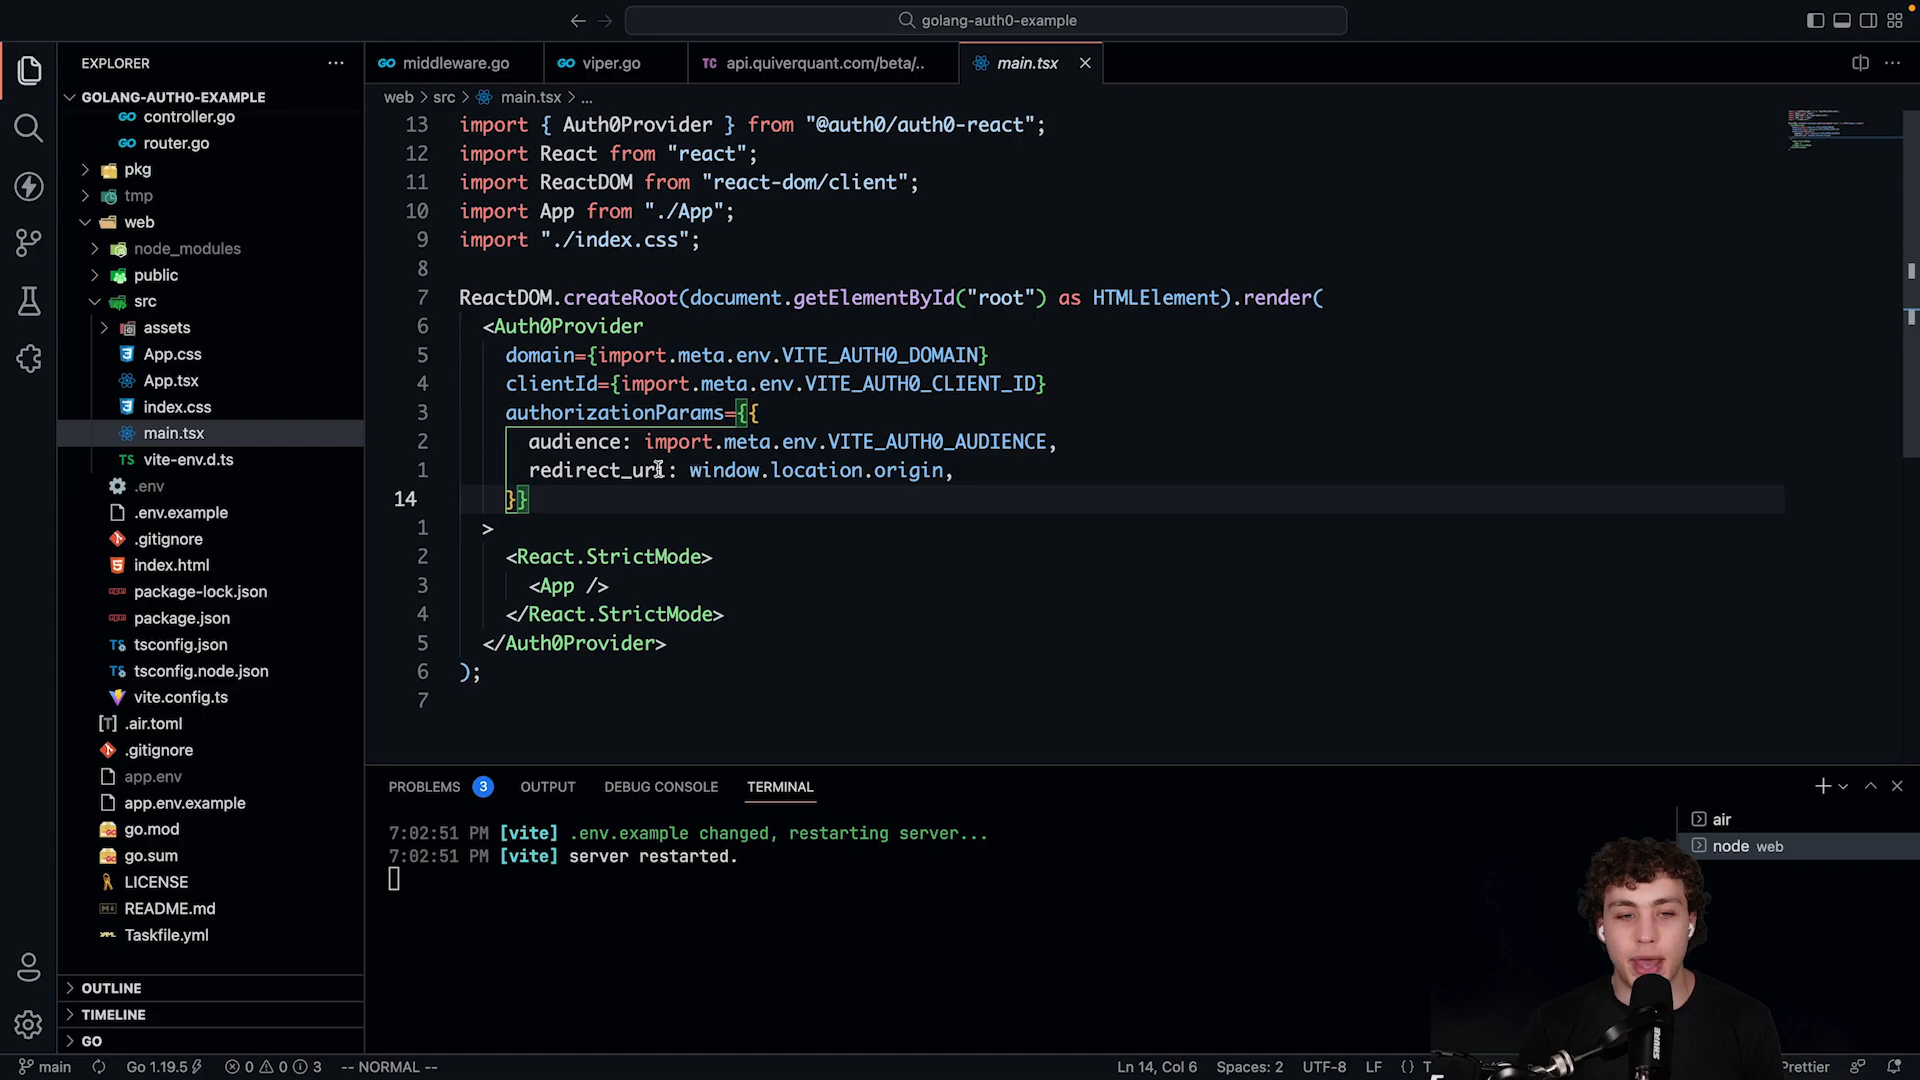 golang-auth0-example
EXPLORER
middleware.go
viper.go
api.quiverquant.com/beta/..
main.tsx
GOLANG-AUTH0-EXAMPLE
controller.go
router.go
pkg
tmp
web
node_modules
public
src
assets
App.css
App.tsx
index.css
main.tsx
vite-env.d.ts
.env
.env.example
.gitignore
index.html
package-lock.json
package.json
tsconfig.json
tsconfig.node.json
vite.config.ts
.air.toml
.gitignore
app.env
app.env.example
go.mod
go.sum
LICENSE
README.md
Taskfile.yml
OUTLINE
TIMELINE
GO
web > src > main.tsx > ...
13 import { Auth0Provider } from "@auth0/auth0-react";
12 import React from "react";
11 import ReactDOM from "react-dom/client";
10 import App from "./App";
9 import "./index.css";
8
7 ReactDOM.createRoot(document.getElementById("root") as HTMLElement).render(
6 <Auth0Provider
5 domain={import.meta.env.VITE_AUTH0_DOMAIN}
4 clientId={import.meta.env.VITE_AUTH0_CLIENT_ID}
3 authorizationParams={{
2 audience: import.meta.env.VITE_AUTH0_AUDIENCE,
1 redirect_uri: window.location.origin,
14 }}
1 >
2 <React.StrictMode>
3 <App />
4 </React.StrictMode>
5 </Auth0Provider>
6 );
7
PROBLEMS 3 OUTPUT DEBUG CONSOLE TERMINAL
7:02:51 PM [vite] .env.example changed, restarting server...
7:02:51 PM [vite] server restarted.
air
node web
main Go 1.19.5 0 0 3 -- NORMAL -- Ln 14, Col 6 Spaces: 2 UTF-8 LF {} Prettier
SHURE